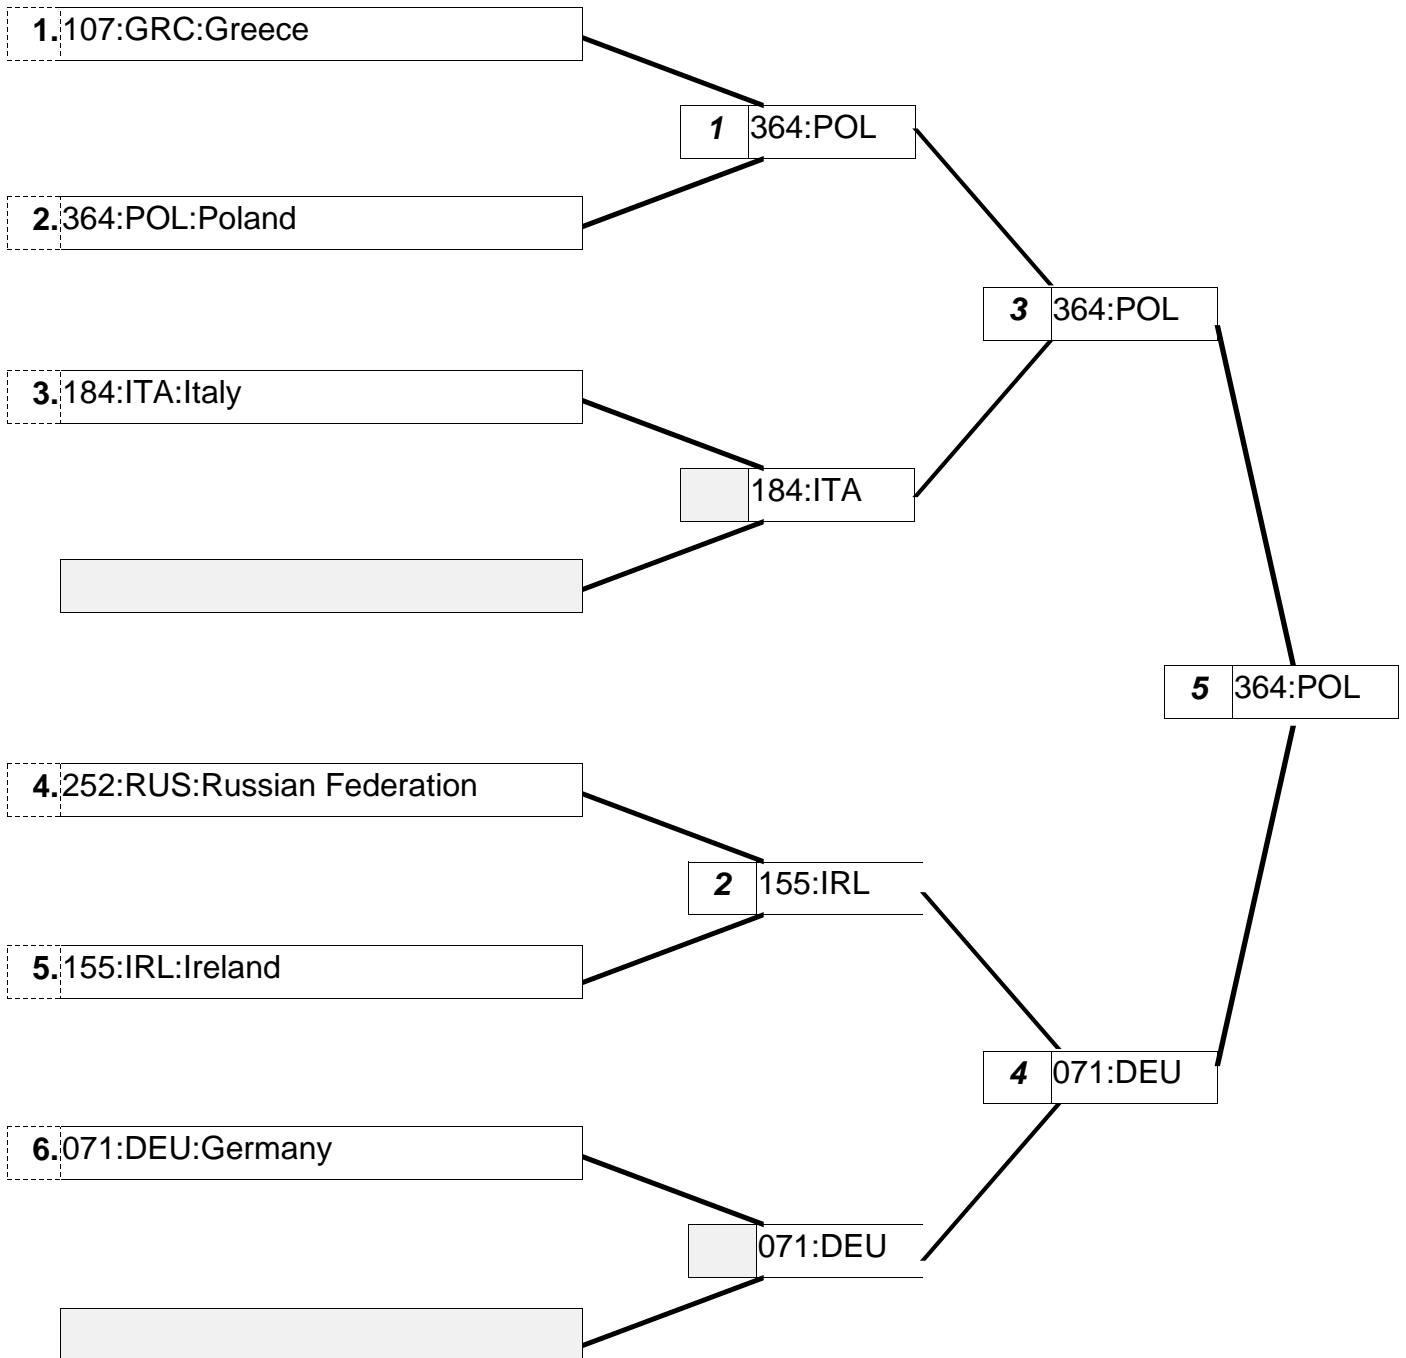 1. 107:GRC:Greece
1 364:POL
2. 364:POL:Poland
3 364:POL
3. 184:ITA:Italy
184:ITA
5 364:POL
4. 252:RUS:Russian Federation
2 155:IRL
5. 155:IRL:Ireland
4 071:DEU
6. 071:DEU:Germany
071:DEU